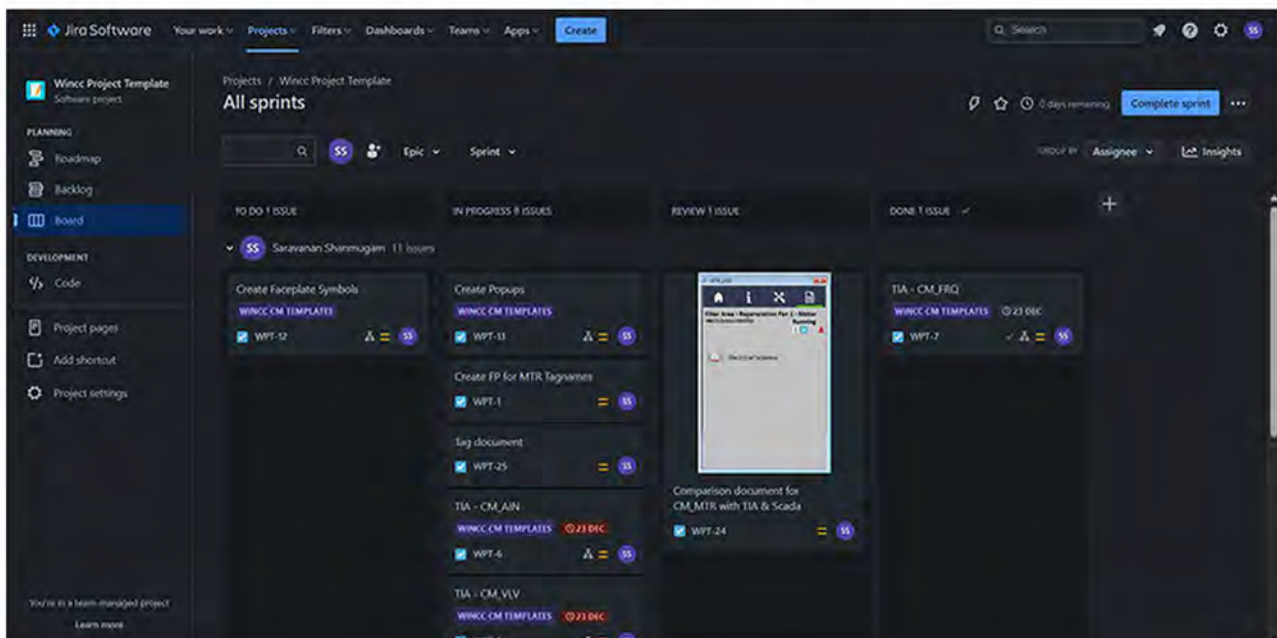 Jira Software Your work Projects Filters Dashboards Teams Apps Create Search SS
Wincc Project Template
Software project
PLANNING
Roadmap
Backlog
Board
DEVELOPMENT
Code
Project pages
Add shortcut
Project settings
You're in a team-managed project
Learn more
Projects / Wincc Project Template
All sprints
0 days remaining Complete sprint
SS Epic Sprint GROUP BY Assignee Insights
TO DO 1 ISSUE
IN PROGRESS 8 ISSUES
REVIEW 1 ISSUE
DONE 1 ISSUE
SS Saravanan Shanmugam 11 issues
Create Faceplate Symbols
WINCC CM TEMPLATES
WPT-12 SS
Create Popups
WINCC CM TEMPLATES
WPT-13 SS
Create FP for MTR Tagnames
WPT-1 SS
Tag document
WPT-25 SS
TIA - CM_AIN
WINCC CM TEMPLATES 23 DEC
WPT-6 SS
TIA - CM_VLV
WINCC CM TEMPLATES 23 DEC
Running
Comparison document for
CM_MTR with TIA & Scada
WPT-24 SS
TIA - CM_FRQ
WINCC CM TEMPLATES 23 DEC
WPT-7 SS